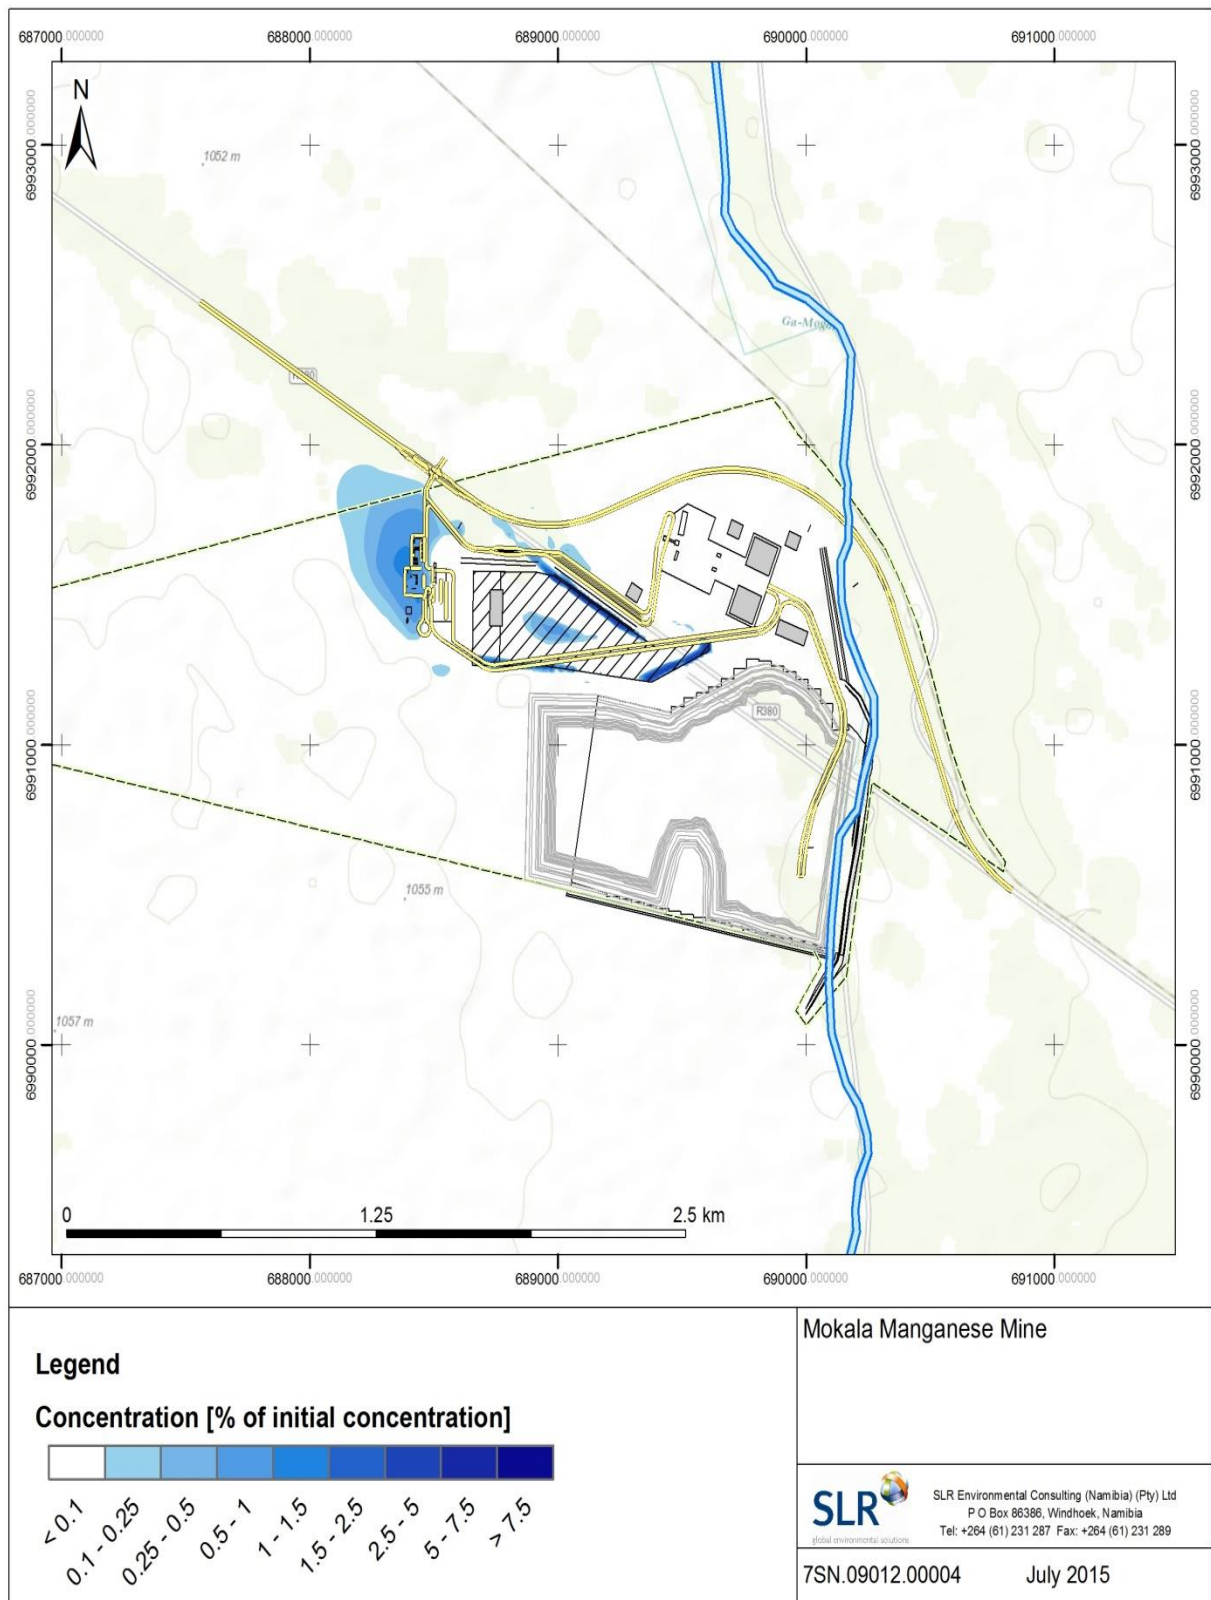 687000.000000
688000.000000
689000.000000
690000.000000
691000.000000
N
6993000.000000
6993000.000000
1052 m
Ga-Mog
R380
6992000.000000
6992000.000000
R380
6991000.000000
6991000.000000
1055 m
1057 m
6990000.000000
6990000.000000
0
1.25
2.5 km
687000.000000
688000.000000
689000.000000
690000.000000
691000.000000
Legend
Concentration [% of initial concentration]
< 0.1
0.1 - 0.25
0.25 - 0.5
0.5 - 1
1 - 1.5
1.5 - 2.5
2.5 - 5
5 - 7.5
> 7.5
Mokala Manganese Mine
SLR
global environmental solutions
SLR Environmental Consulting (Namibia) (Pty) Ltd
P O Box 86386, Windhoek, Namibia
Tel: +264 (61) 231 287 Fax: +264 (61) 231 289
7SN.09012.00004
July 2015